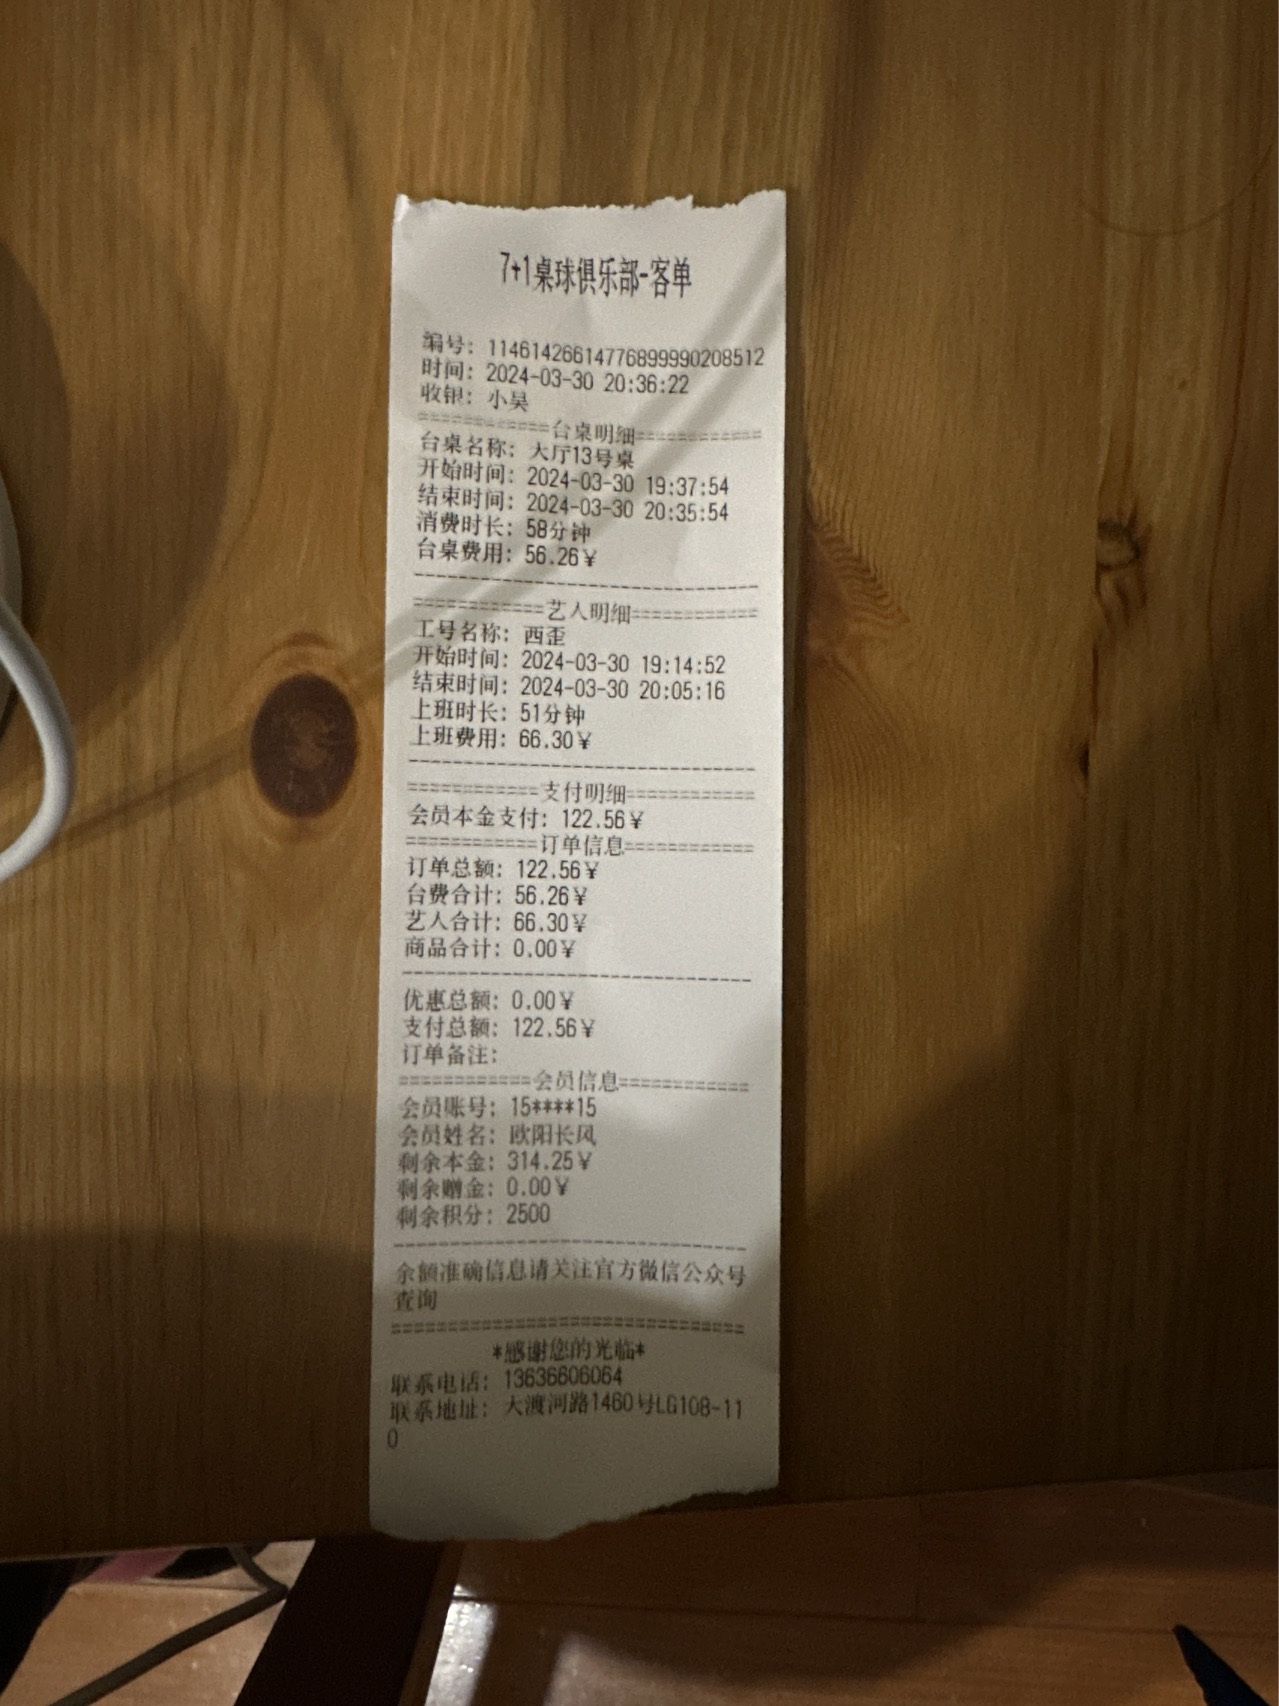 7+1桌球俱乐部-客单
编号: 11461426614776899990208512
时间: 2024-03-30 20:36:22
收银: 小昊
============台桌明细============
台桌名称: 大厅13号桌
开始时间: 2024-03-30 19:37:54
结束时间: 2024-03-30 20:35:54
消费时长: 58分钟
台桌费用: 56.26¥
--------------------------------
============艺人明细============
工号名称: 西歪
开始时间: 2024-03-30 19:14:52
结束时间: 2024-03-30 20:05:16
上班时长: 51分钟
上班费用: 66.30¥
--------------------------------
============支付明细============
会员本金支付: 122.56¥
============订单信息============
订单总额: 122.56¥
台费合计: 56.26¥
艺人合计: 66.30¥
商品合计: 0.00¥
--------------------------------
优惠总额: 0.00¥
支付总额: 122.56¥
订单备注:
============会员信息============
会员账号: 15****15
会员姓名: 欧阳长风
剩余本金: 314.25¥
剩余赠金: 0.00¥
剩余积分: 2500
--------------------------------
余额准确信息请关注官方微信公众号
查询
================================
*感谢您的光临*
联系电话: 13636606064
联系地址: 大渡河路1460号LG108-11
0